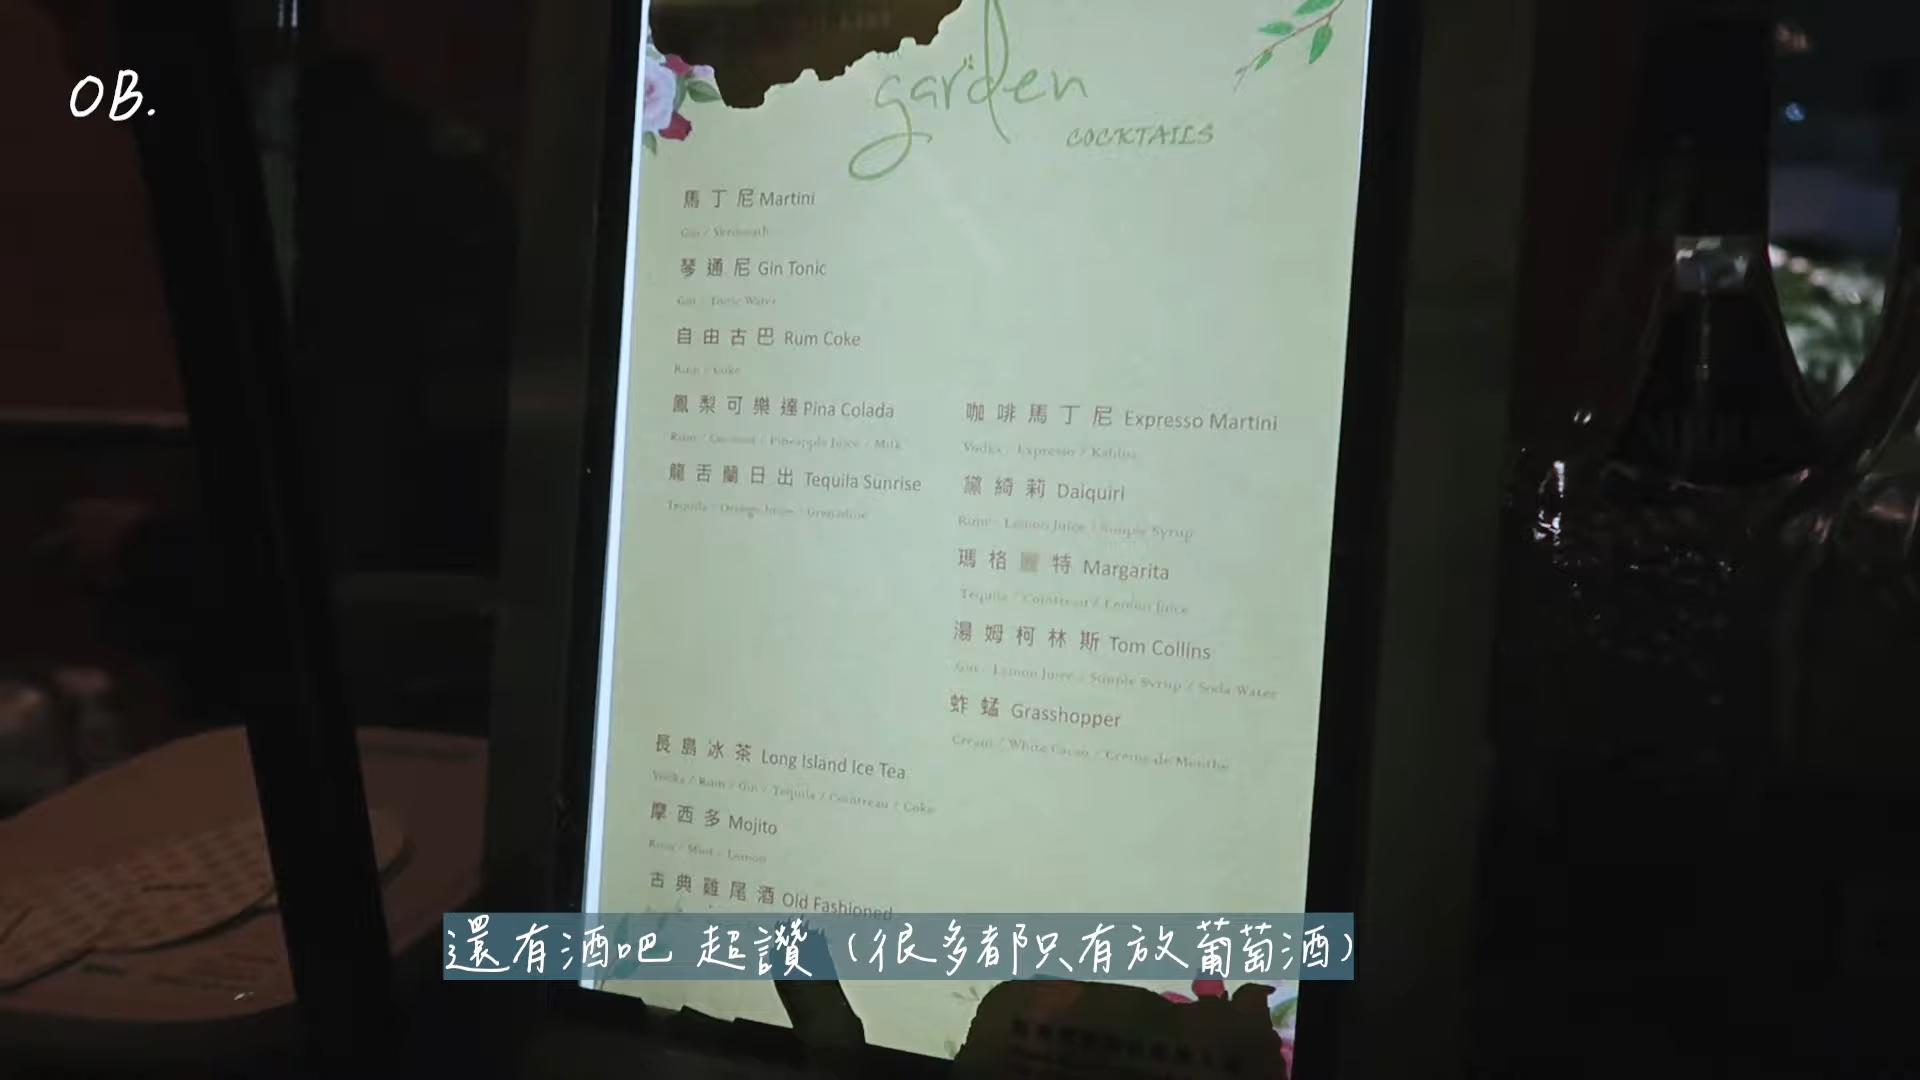 OB.
garden
COCKTAILS
馬丁尼 Martini
Gin / Vermouth
琴通尼 Gin Tonic
Gin / Tonic Water
自由古巴 Rum Coke
Rum / Coke
鳳梨可樂達 Pina Colada
Rum / Coconut / Pineapple Juice / Milk
龍舌蘭日出 Tequila Sunrise
Tequila / Orange Juice / Grenadine
咖啡馬丁尼 Expresso Martini
Vodka / Expresso / Kahlua
黛綺莉 Daiquiri
Rum / Lemon Juice / Simple Syrup
瑪格麗特 Margarita
Tequila / Cointreau / Lemon Juice
湯姆柯林斯 Tom Collins
Gin / Lemon Juice / Simple Syrup / Soda Water
蚱蜢 Grasshopper
Cream / White Cacao / Creme de Menthe
長島冰茶 Long Island Ice Tea
Vodka / Rum / Gin / Tequila / Cointreau / Coke
摩西多 Mojito
Rum / Mint / Lemon
古典雞尾酒 Old Fashioned
還有酒吧 超讚（很多都只有放葡萄酒）